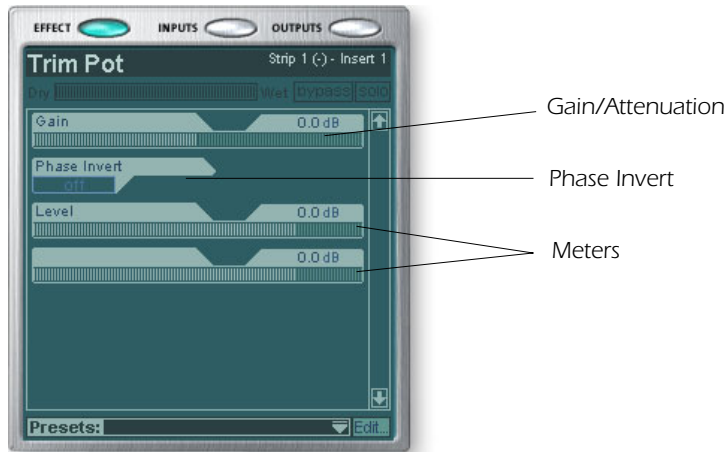 EFFECT INPUTS OUTPUTS
Trim Pot Strip 1 (-) - Insert 1
Dry Wet bypass solo
Gain 0.0 dB
Gain/Attenuation
Phase Invert
off
Phase Invert
Level 0.0 dB
Meters
0.0 dB
Presets: Edit...